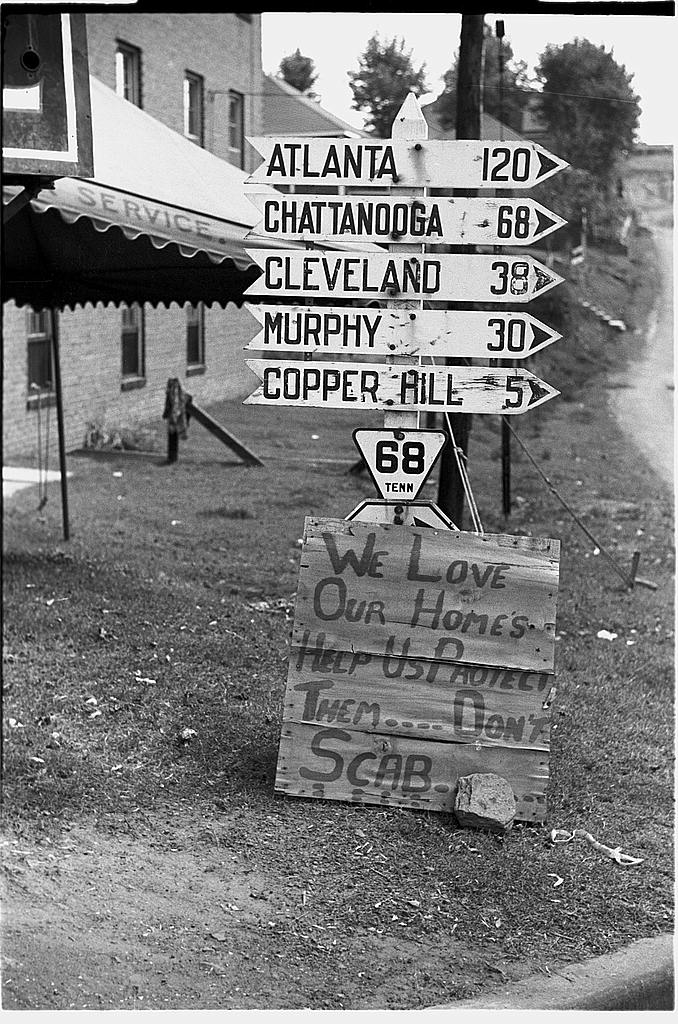 SERVICE
ATLANTA 120
CHATTANOOGA 68
CLEVELAND 38
MURPHY 30
COPPER HILL 5
68
TENN
WE LOVE
OUR HOME'S
HELP US PROTECT
THEM.... DON'T
SCAB.